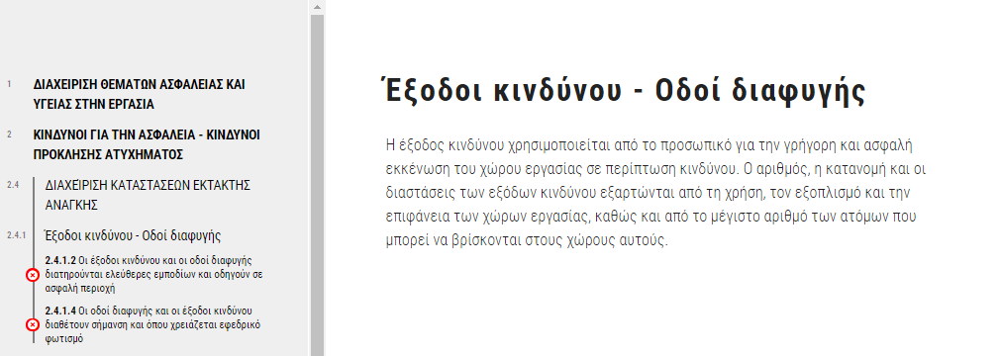 1 ΔΙΑΧΕΙΡΙΣΗ ΘΕΜΑΤΩΝ ΑΣΦΑΛΕΙΑΣ ΚΑΙ
ΥΓΕΙΑΣ ΣΤΗΝ ΕΡΓΑΣΙΑ
2 ΚΙΝΔΥΝΟΙ ΓΙΑ ΤΗΝ ΑΣΦΑΛΕΙΑ - ΚΙΝΔΥΝΟΙ
ΠΡΟΚΛΗΣΗΣ ΑΤΥΧΗΜΑΤΟΣ
2.4 ΔΙΑΧΕΙΡΙΣΗ ΚΑΤΑΣΤΑΣΕΩΝ ΕΚΤΑΚΤΗΣ
ΑΝΑΓΚΗΣ
2.4.1 Έξοδοι κινδύνου - Οδοί διαφυγής
2.4.1.2 Οι έξοδοι κινδύνου και οι οδοί διαφυγής
διατηρούνται ελεύθερες εμποδίων και οδηγούν σε
ασφαλή περιοχή
2.4.1.4 Οι οδοί διαφυγής και οι έξοδοι κινδύνου
διαθέτουν σήμανση και όπου χρειάζεται εφεδρικό
φωτισμό
Έξοδοι κινδύνου - Οδοί διαφυγής
Η έξοδος κινδύνου χρησιμοποιείται από το προσωπικό για την γρήγορη και ασφαλή
εκκένωση του χώρου εργασίας σε περίπτωση κινδύνου. Ο αριθμός, η κατανομή και οι
διαστάσεις των εξόδων κινδύνου εξαρτώνται από τη χρήση, τον εξοπλισμό και την
επιφάνεια των χώρων εργασίας, καθώς και από το μέγιστο αριθμό των ατόμων που
μπορεί να βρίσκονται στους χώρους αυτούς.